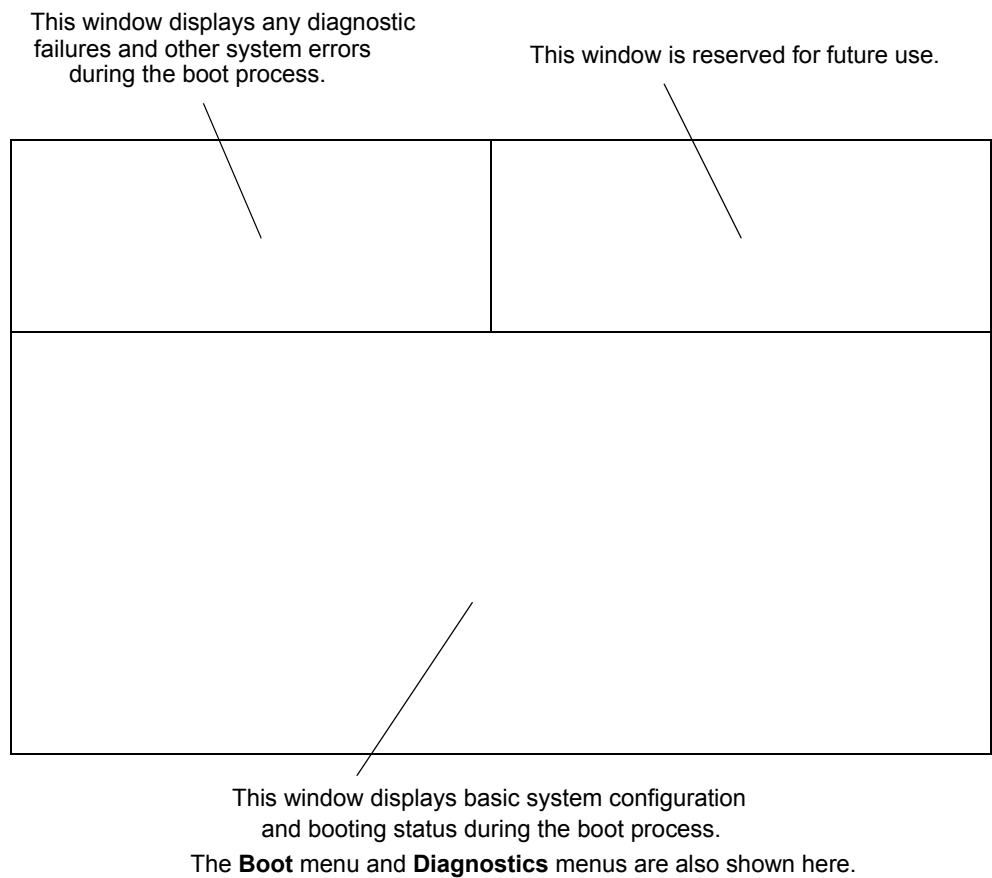 This window displays any diagnostic
failures and other system errors
during the boot process.
This window is reserved for future use.
This window displays basic system configuration
and booting status during the boot process.
The Boot menu and Diagnostics menus are also shown here.